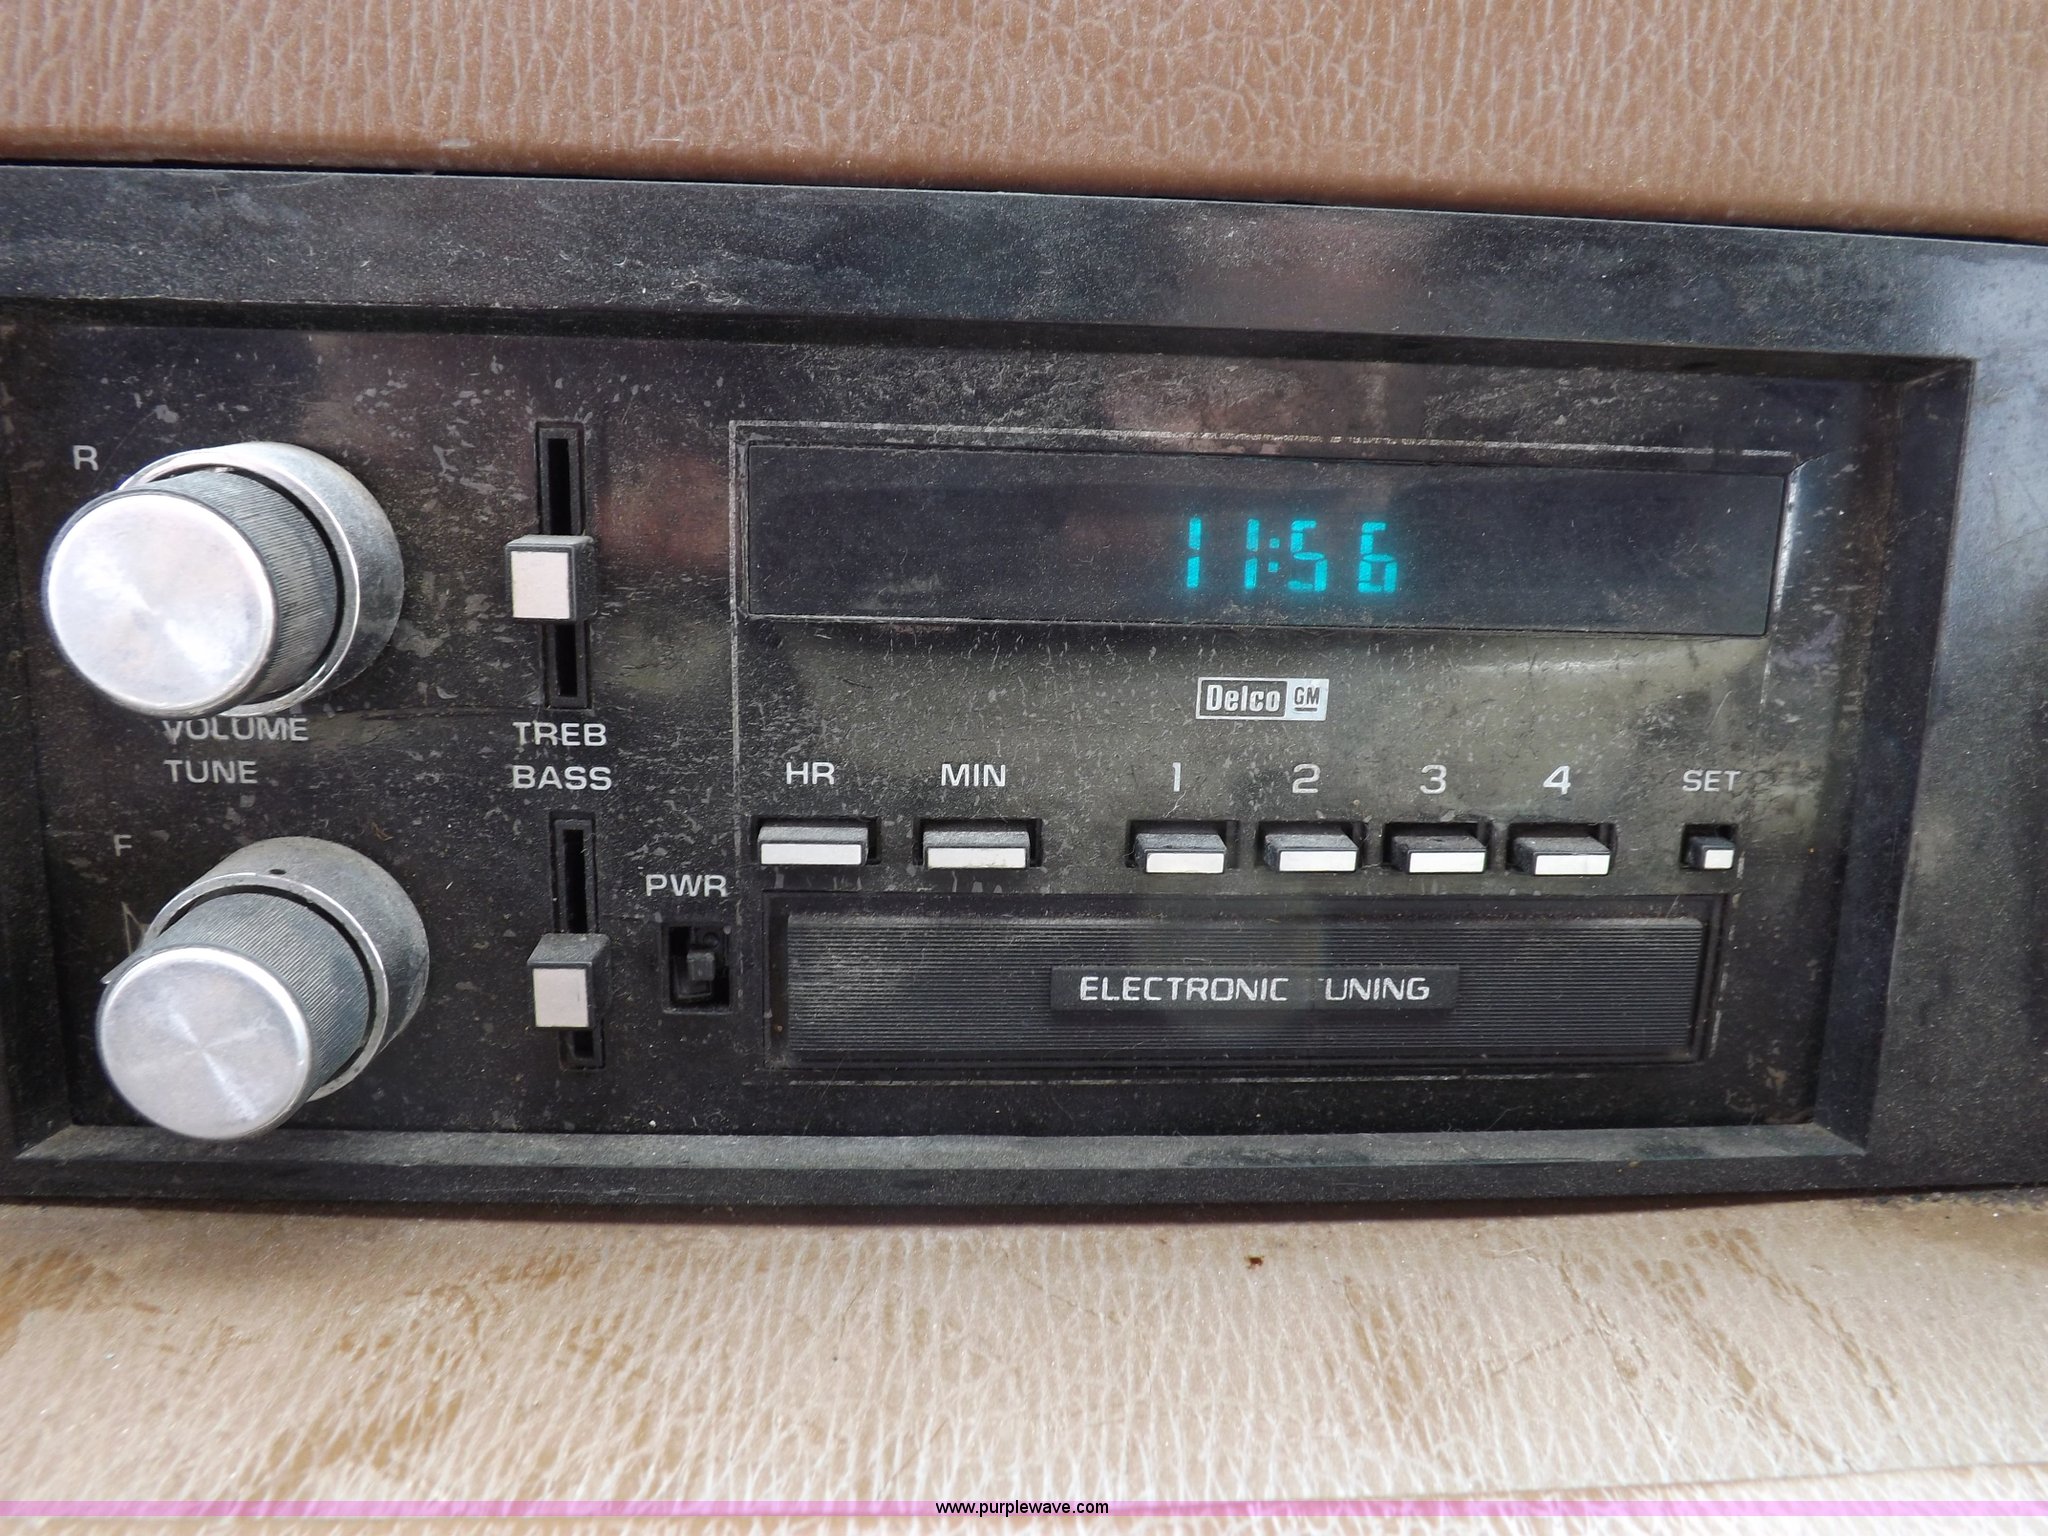 R
11:56
Delco GM
VOLUME
TUNE
TREB
BASS
HR MIN 1 2 3 4 SET
F
PWR
ELECTRONIC TUNING
www.purplewave.com